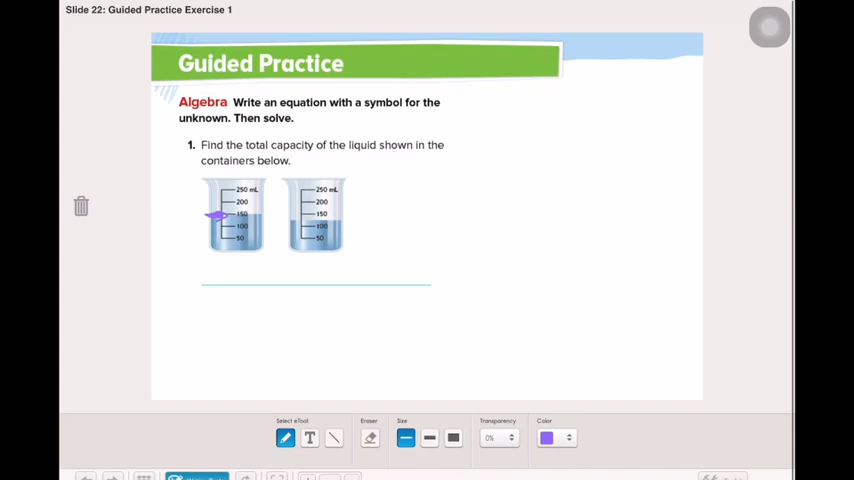 Slide 22: Guided Practice Exercise 1
Guided Practice
Algebra Write an equation with a symbol for the
unknown. Then solve.
1. Find the total capacity of the liquid shown in the
containers below.
250 mL 250 mL
200 200
150 150
100 100
50 50
Select eTool Eraser Size Transparency Color
T 0%